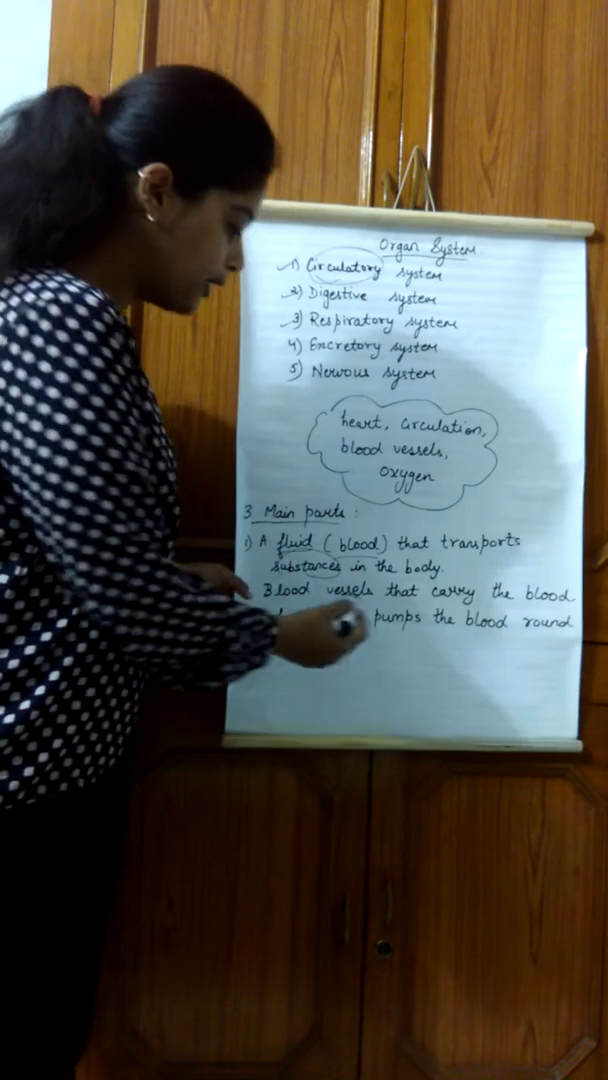 Organ System
1) Circulatory system
2) Digestive system
3) Respiratory system
4) Excretory system
5) Nervous system
heart, circulation,
blood vessels,
oxygen
3 Main parts :
1) A fluid (blood) that transports
substances in the body.
Blood vessels that carry the blood
pumps the blood round